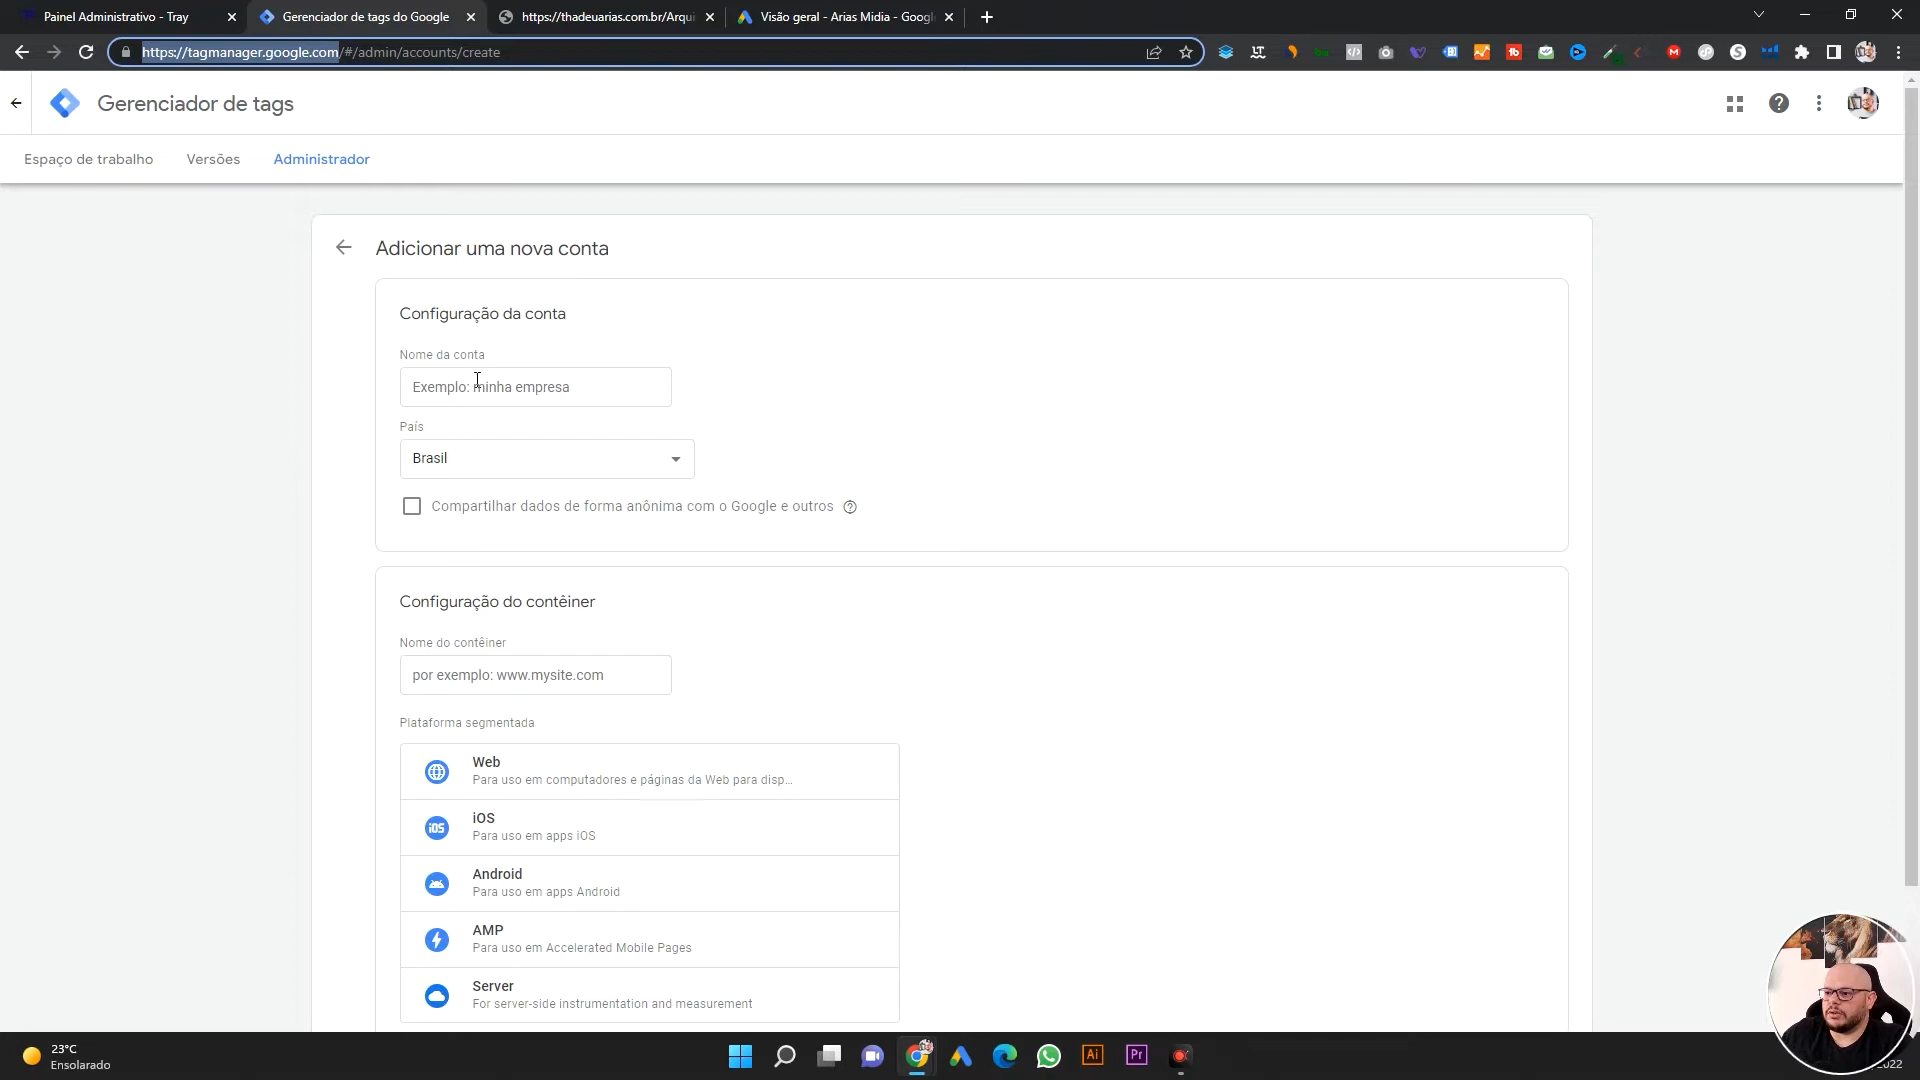 Painel Administrativo - Tray
Gerenciador de tags do Google
https://thadeuarias.com.br/Arqui
Visão geral - Arias Midia - Googl
https://tagmanager.google.com/#/admin/accounts/create
Gerenciador de tags
Espaço de trabalho
Versões
Administrador
Adicionar uma nova conta
Configuração da conta
Nome da conta
Exemplo: minha empresa
País
Brasil
Compartilhar dados de forma anônima com o Google e outros
Configuração do contêiner
Nome do contêiner
por exemplo: www.mysite.com
Plataforma segmentada
Web
Para uso em computadores e páginas da Web para disp...
iOS
iOS
Para uso em apps iOS
Android
Para uso em apps Android
AMP
Para uso em Accelerated Mobile Pages
Server
For server-side instrumentation and measurement
23°C
Ensolarado
Ai
Pr
2022